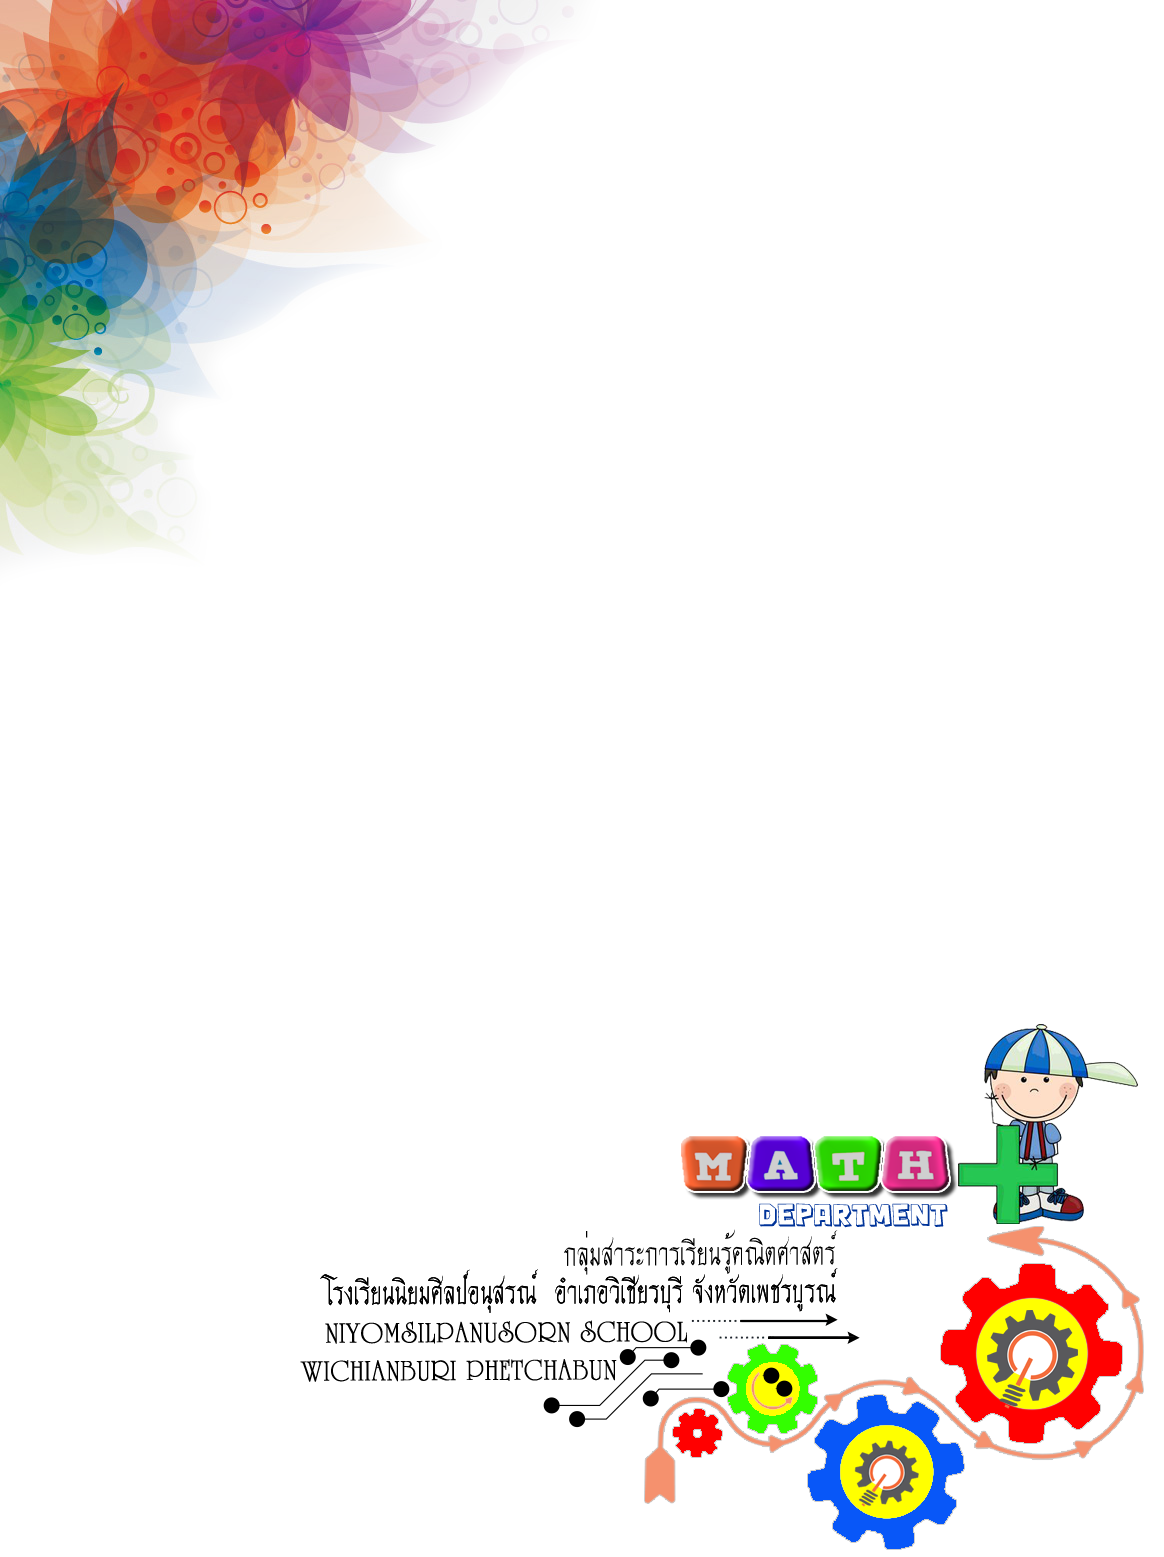 MATH
DEPARTMENT
กลุ่มสาระการเรียนรู้คณิตศาสตร์
โรงเรียนนิยมศิลป์อนุสรณ์ อำเภอวิเชียรบุรี จังหวัดเพชรบูรณ์
NIYOMSILPANUSORN SCHOOL
WICHIANBURI PHETCHABUN